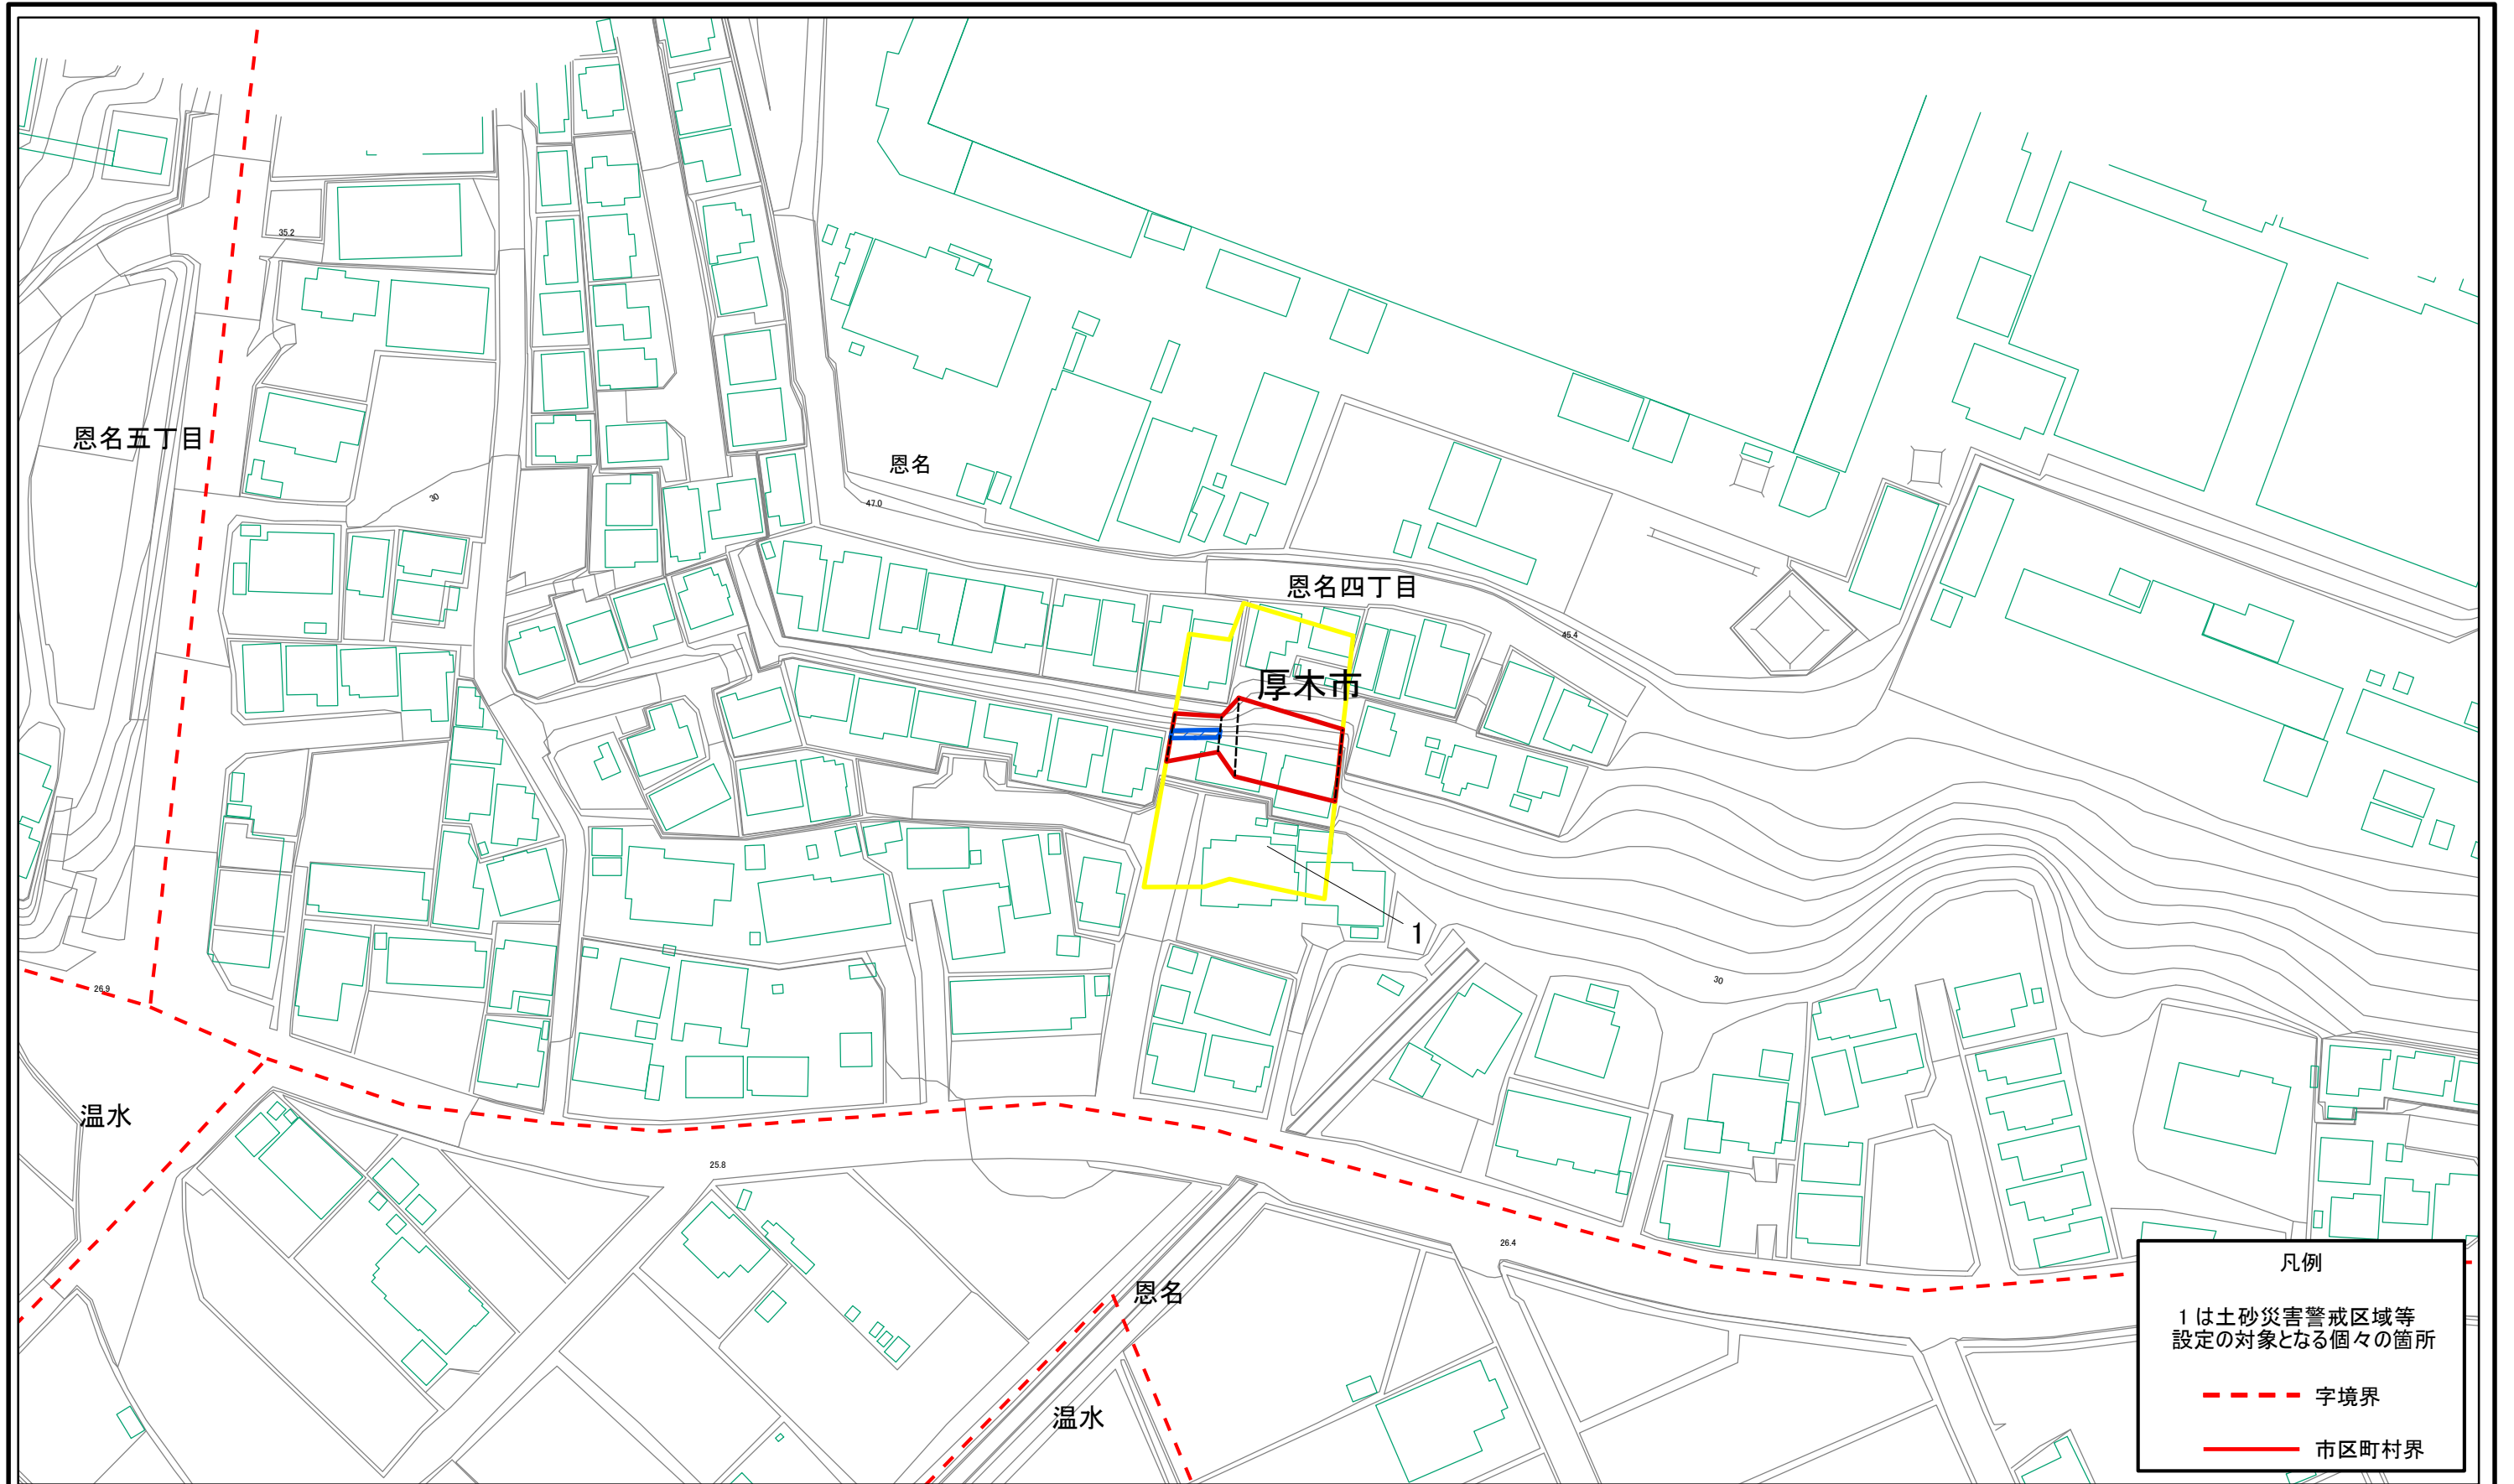 35.2
恩名五丁目
恩名
30
47.0
恩名四丁目
45.4
厚木市
1
26.9
30
温水
25.8
26.4
恩名
温水
凡例
1は土砂災害警戒区域等
設定の対象となる個々の箇所
字境界
市区町村界